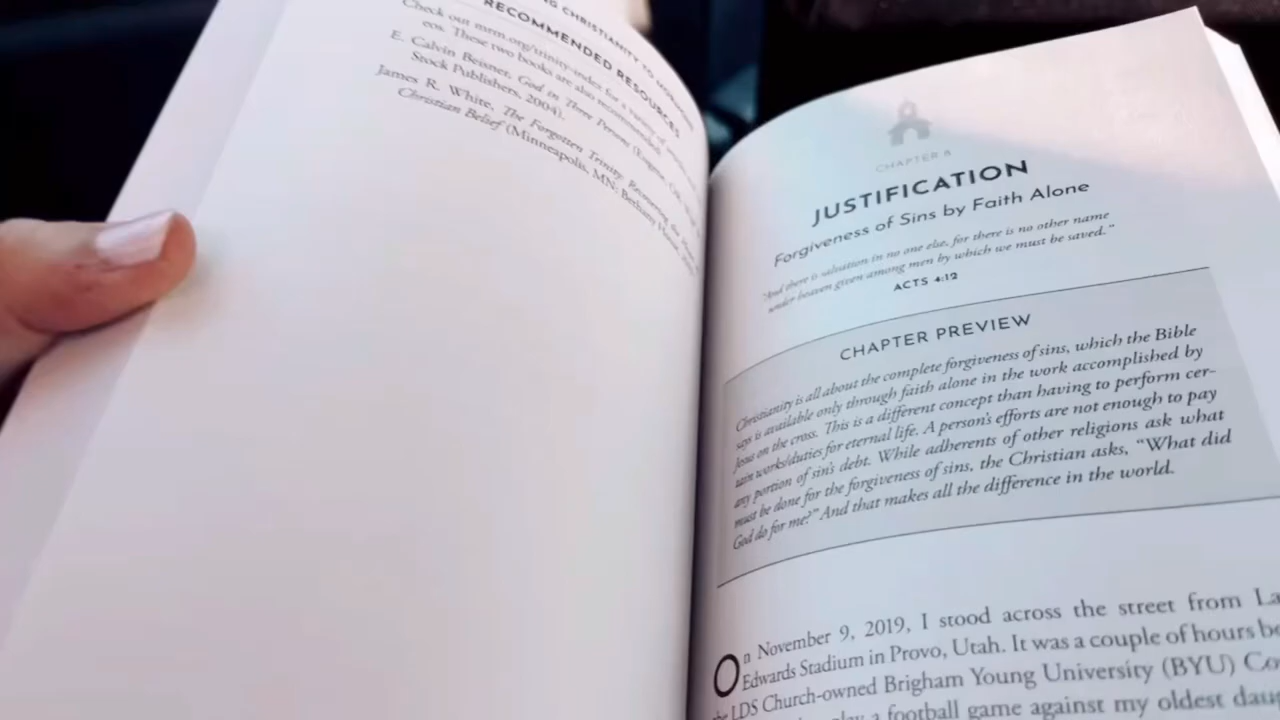 NG CHRISTIANITY TO MORMONS
RECOMMENDED RESOURCES
Check out mrm.org/trinity-index for a variety of
eos. These two books are also recommended:
E. Calvin Beisner, God in Three Persons (Eugene, OR:
Stock Publishers, 2004).
James R. White, The Forgotten Trinity: Recovering the
Christian Belief (Minneapolis, MN: Bethany House,
CHAPTER 8
JUSTIFICATION
Forgiveness of Sins by Faith Alone
"And there is salvation in no one else, for there is no other name
under heaven given among men by which we must be saved."
ACTS 4:12
CHAPTER PREVIEW
Christianity is all about the complete forgiveness of sins, which the Bible
says is available only through faith alone in the work accomplished by
Jesus on the cross. This is a different concept than having to perform cer-
tain works/duties for eternal life. A person's efforts are not enough to pay
any portion of sin's debt. While adherents of other religions ask what
must be done for the forgiveness of sins, the Christian asks, "What did
God do for me?" And that makes all the difference in the world.
On November 9, 2019, I stood across the street from La
Edwards Stadium in Provo, Utah. It was a couple of hours be
the LDS Church-owned Brigham Young University (BYU) Co
play a football game against my oldest daug